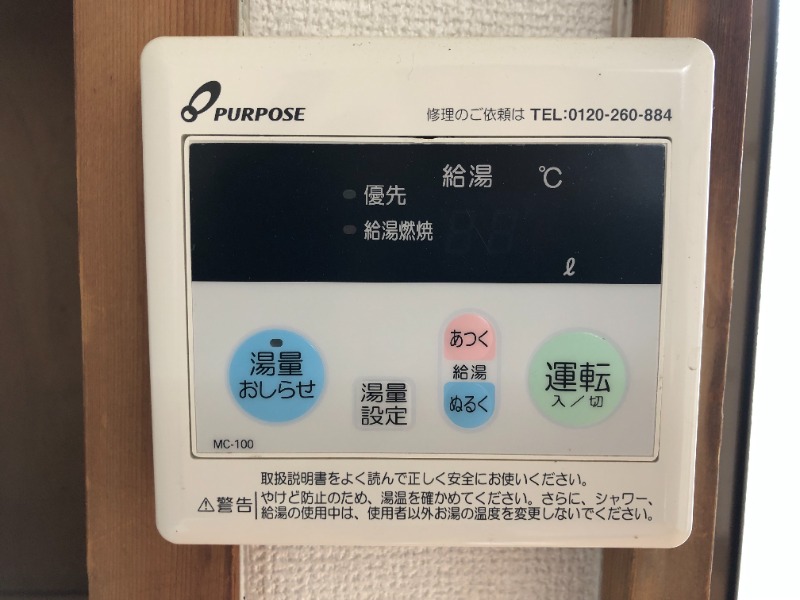 PURPOSE
修理のご依頼は TEL:0120-260-884
給湯 ℃
優先
給湯燃焼
ℓ
湯量
おしらせ
湯量
設定
あつく
給湯
ぬるく
運転
入／切
MC-100
取扱説明書をよく読んで正しく安全にお使いください。
⚠警告
やけど防止のため、湯温を確かめてください。さらに、シャワー、
給湯の使用中は、使用者以外お湯の温度を変更しないでください。